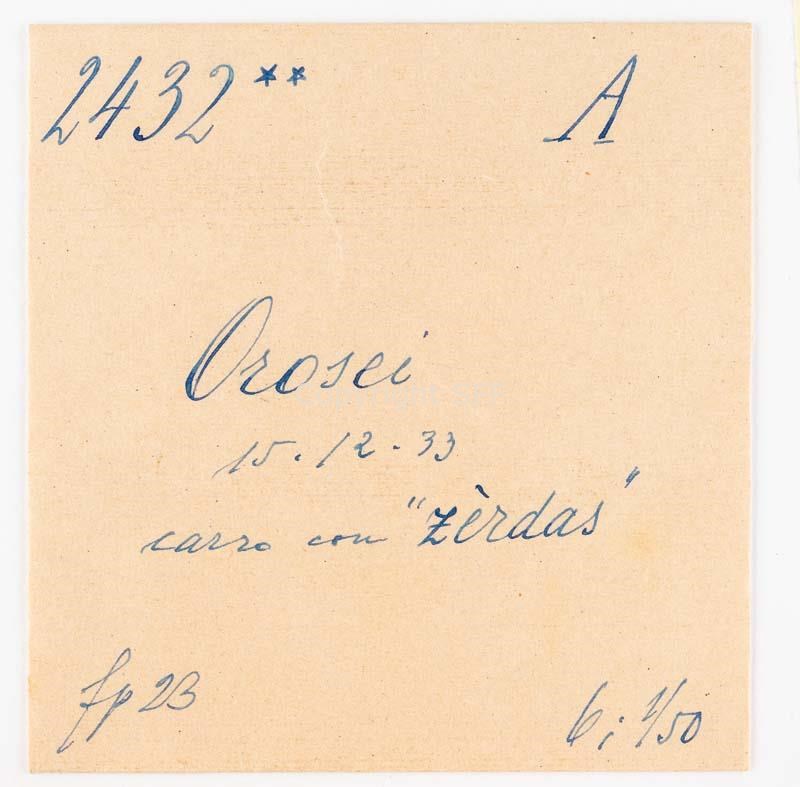 2432** A
Orosei
15.12.33
carro con "zèrdas"
fp 23
6; 1/50